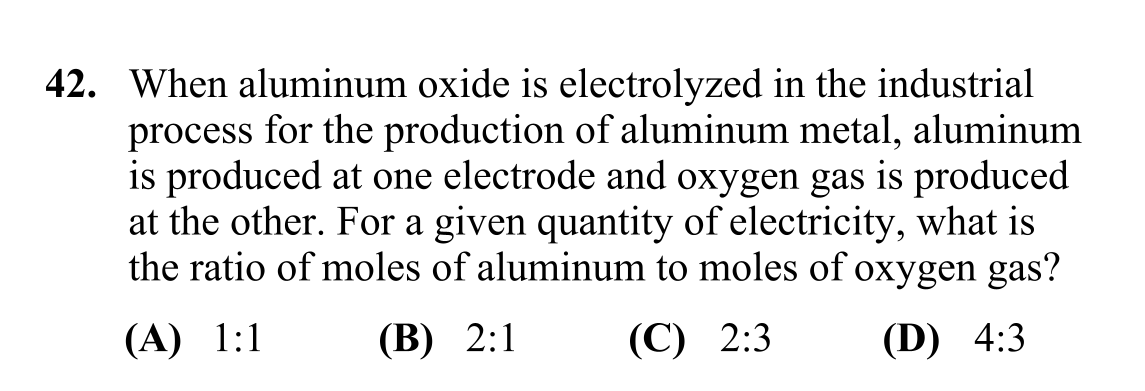 42. When aluminum oxide is electrolyzed in the industrial
process for the production of aluminum metal, aluminum
is produced at one electrode and oxygen gas is produced
at the other. For a given quantity of electricity, what is
the ratio of moles of aluminum to moles of oxygen gas?
(A) 1:1 (B) 2:1 (C) 2:3 (D) 4:3